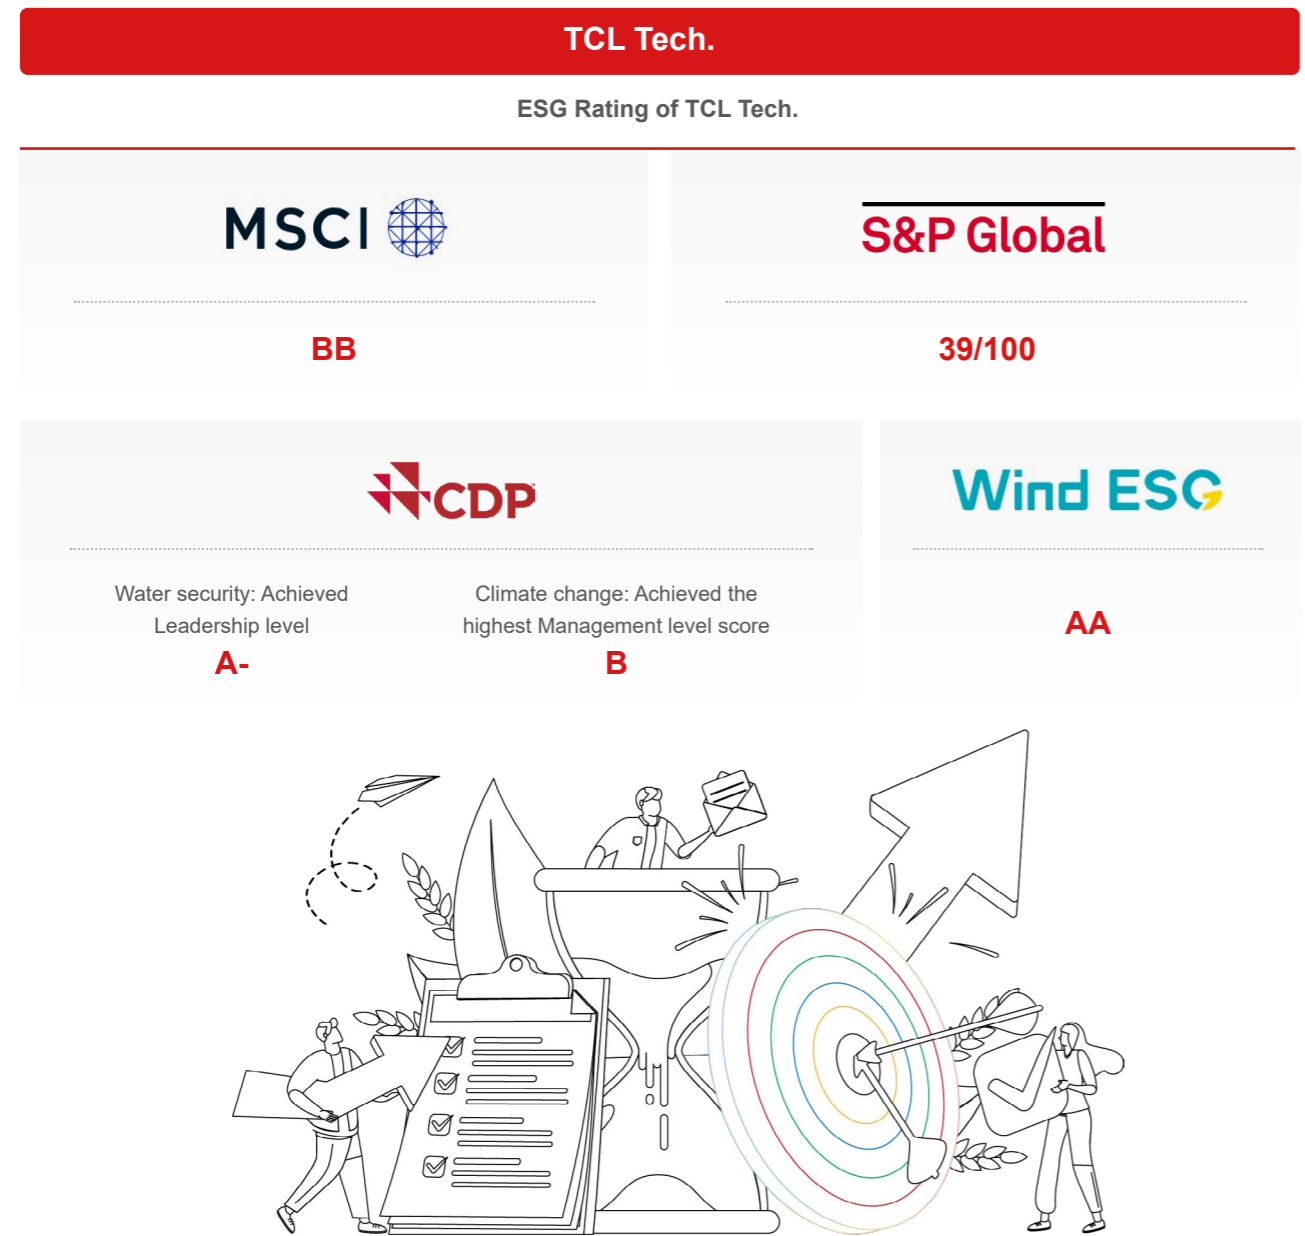 TCL Tech.
ESG Rating of TCL Tech.
MSCI
S&P Global
BB
39/100
CDP
Wind ESG
Water security: Achieved
Leadership level
A-
Climate change: Achieved the
highest Management level score
B
AA